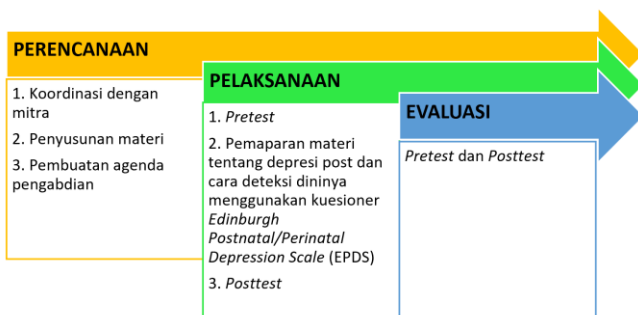 PERENCANAAN
1. Koordinasi dengan
mitra
2. Penyusunan materi
3. Pembuatan agenda
pengabdian
PELAKSANAAN
1. Pretest
2. Pemaparan materi
tentang depresi post dan
cara deteksi dininya
menggunakan kuesioner
Edinburgh
Postnatal/Perinatal
Depression Scale (EPDS)
3. Posttest
EVALUASI
Pretest dan Posttest